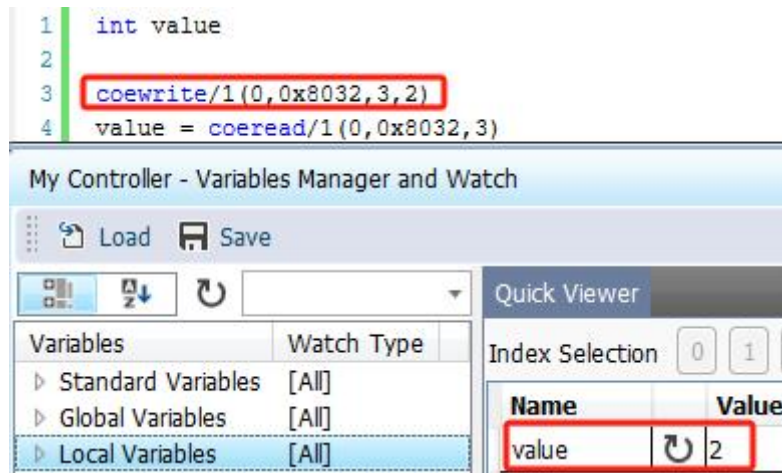 1 int value
2
3 coewrite/1(0,0x8032,3,2)
4 value = coeread/1(0,0x8032,3)
My Controller - Variables Manager and Watch
Load Save
Quick Viewer
Variables Watch Type
Index Selection 0 1
Standard Variables [All]
Name Value
Global Variables [All]
Local Variables [All]
value 2